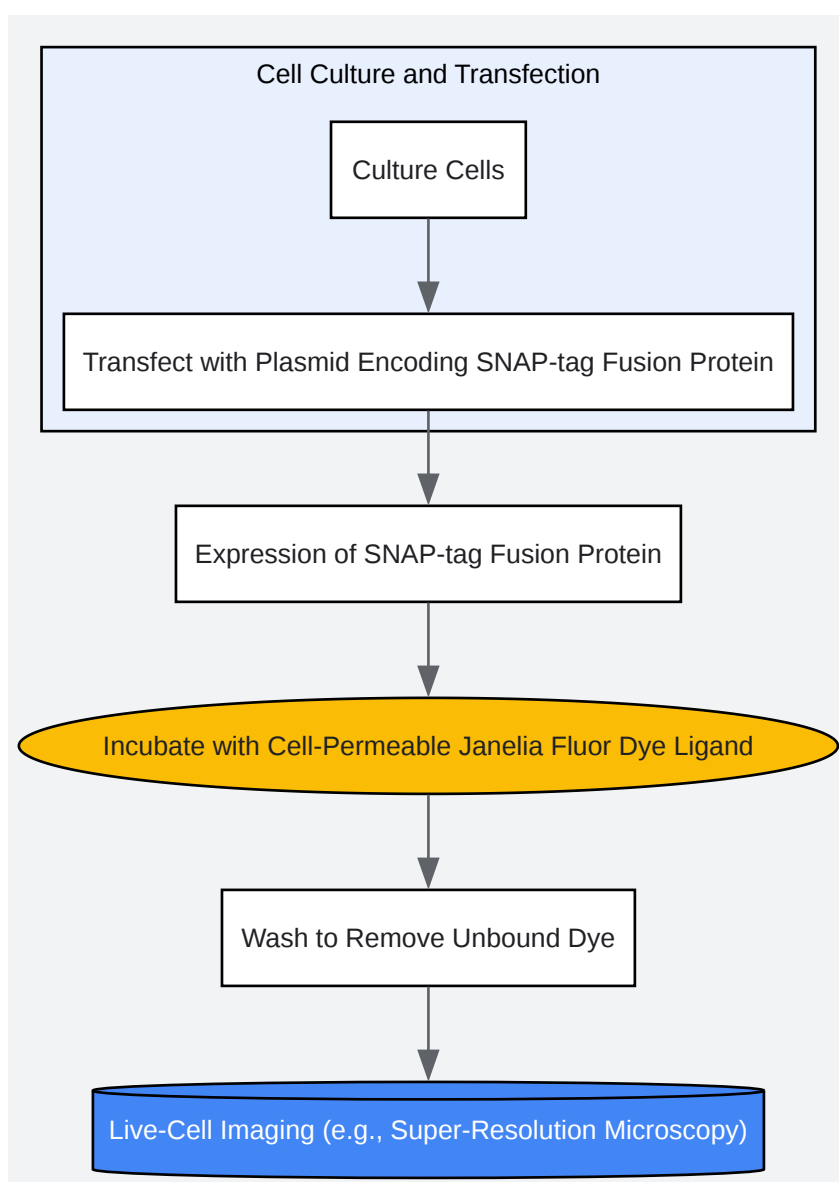 Cell Culture and Transfection
Culture Cells
Transfect with Plasmid Encoding SNAP-tag Fusion Protein
Expression of SNAP-tag Fusion Protein
Incubate with Cell-Permeable Janelia Fluor Dye Ligand
Wash to Remove Unbound Dye
Live-Cell Imaging (e.g., Super-Resolution Microscopy)